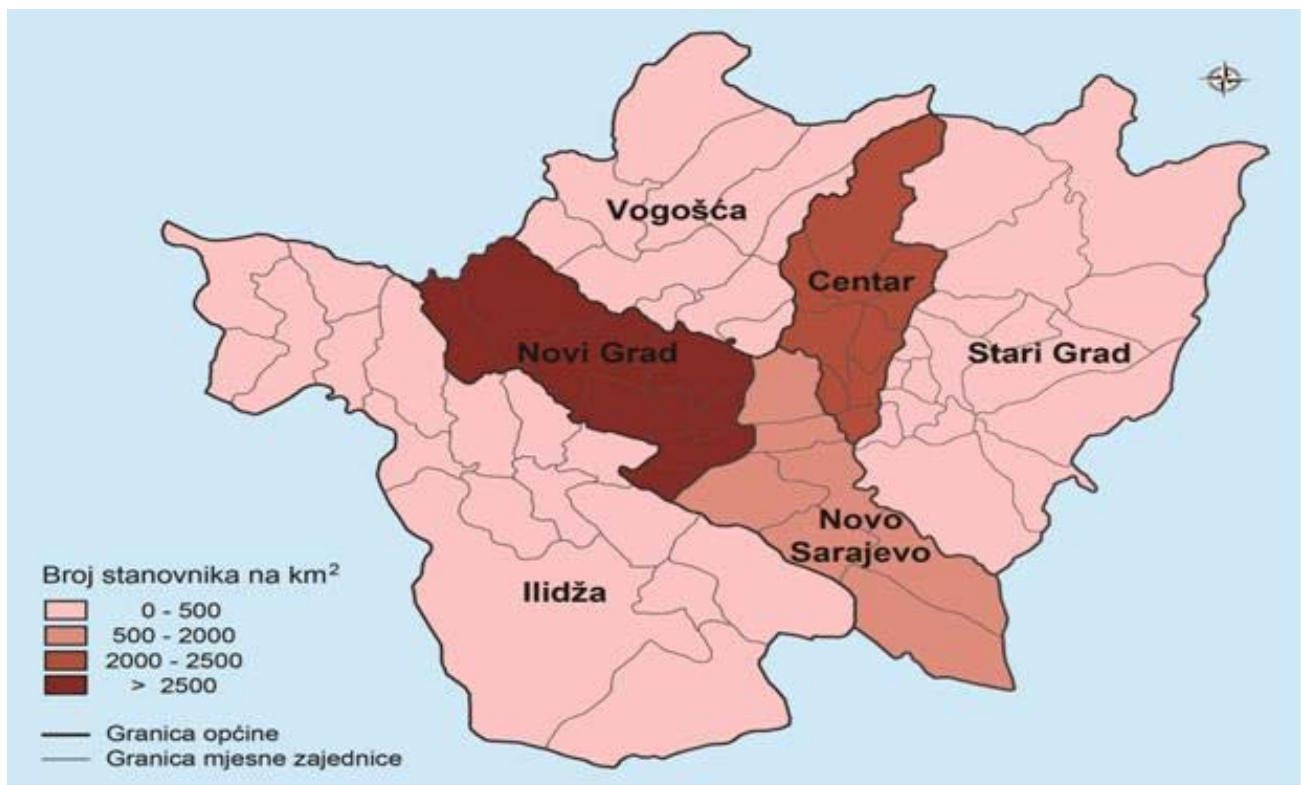 Vogošća
Centar
Novi Grad
Stari Grad
Novo
Sarajevo
Ilidža
Broj stanovnika na km²
0 - 500
500 - 2000
2000 - 2500
> 2500
Granica općine
Granica mjesne zajednice